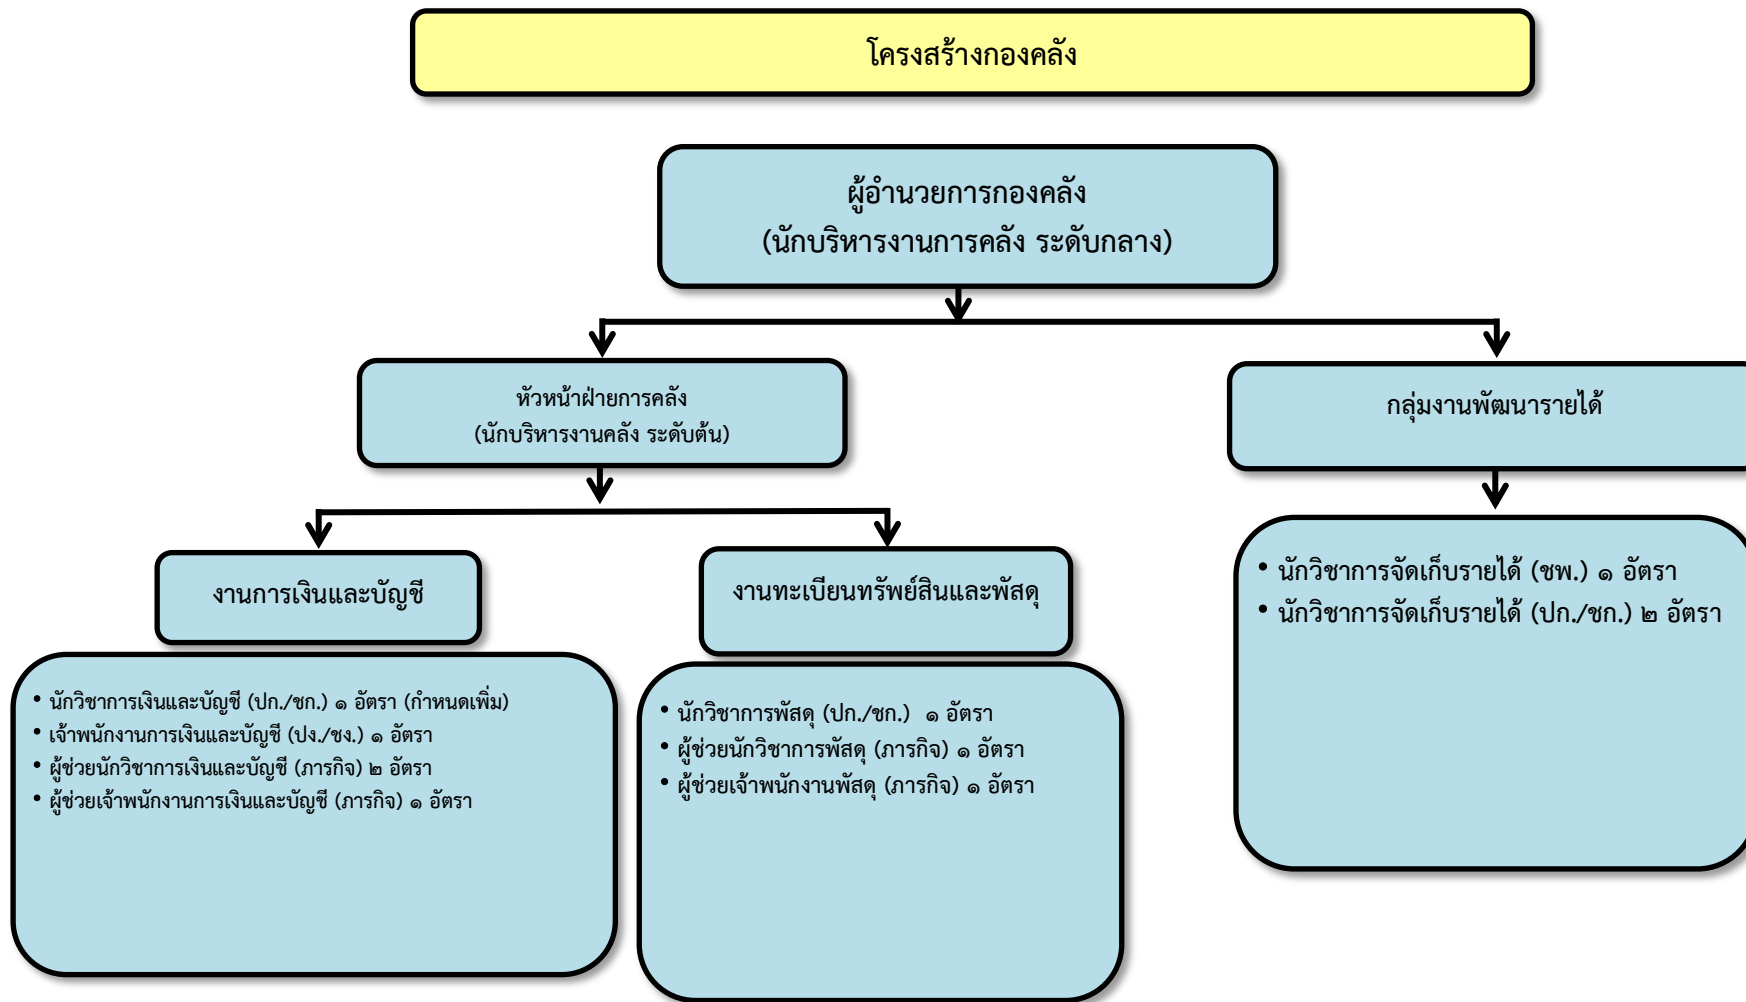 โครงสร้างกองคลัง
ผู้อำนวยการกองคลัง
(นักบริหารงานการคลัง ระดับกลาง)
หัวหน้าฝ่ายการคลัง
(นักบริหารงานคลัง ระดับต้น)
กลุ่มงานพัฒนารายได้
งานการเงินและบัญชี
งานทะเบียนทรัพย์สินและพัสดุ
• นักวิชาการจัดเก็บรายได้ (ชพ.) ๑ อัตรา
• นักวิชาการจัดเก็บรายได้ (ปก./ชก.) ๒ อัตรา
• นักวิชาการเงินและบัญชี (ปก./ชก.) ๑ อัตรา (กำหนดเพิ่ม)
• เจ้าพนักงานการเงินและบัญชี (ปง./ชง.) ๑ อัตรา
• ผู้ช่วยนักวิชาการเงินและบัญชี (ภารกิจ) ๒ อัตรา
• ผู้ช่วยเจ้าพนักงานการเงินและบัญชี (ภารกิจ) ๑ อัตรา
• นักวิชาการพัสดุ (ปก./ชก.) ๑ อัตรา
• ผู้ช่วยนักวิชาการพัสดุ (ภารกิจ) ๑ อัตรา
• ผู้ช่วยเจ้าพนักงานพัสดุ (ภารกิจ) ๑ อัตรา